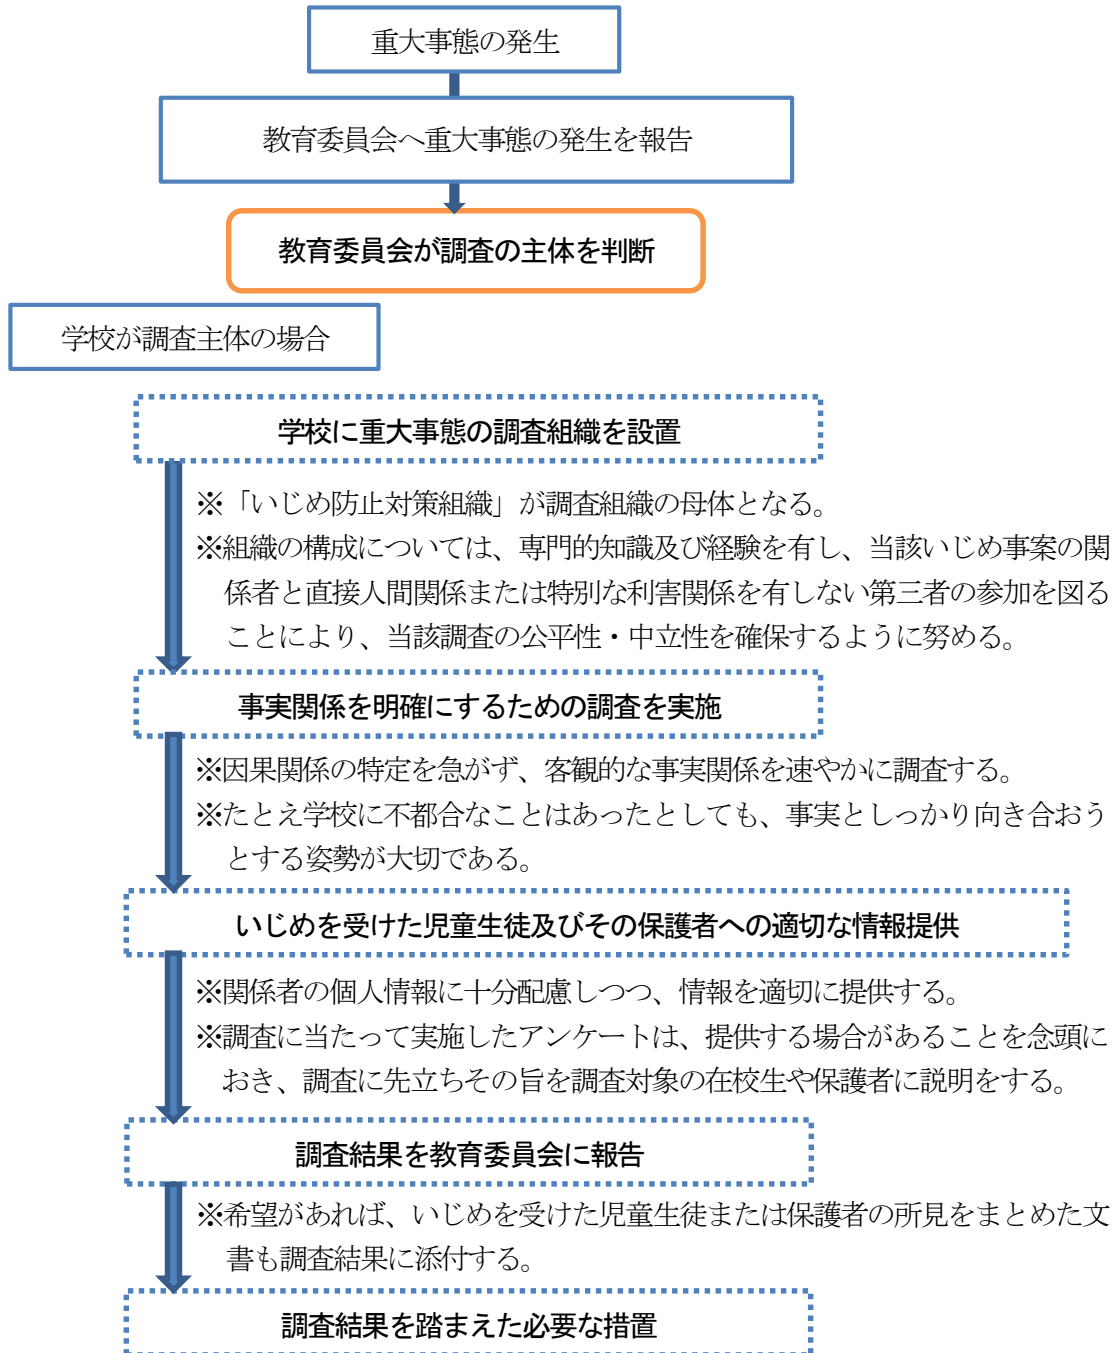 重大事態の発生
教育委員会へ重大事態の発生を報告
教育委員会が調査の主体を判断
学校が調査主体の場合
学校に重大事態の調査組織を設置
※「いじめ防止対策組織」が調査組織の母体となる。
※組織の構成については、専門的知識及び経験を有し、当該いじめ事案の関
係者と直接人間関係または特別な利害関係を有しない第三者の参加を図る
ことにより、当該調査の公平性・中立性を確保するように努める。
事実関係を明確にするための調査を実施
※因果関係の特定を急がず、客観的な事実関係を速やかに調査する。
※たとえ学校に不都合なことはあったとしても、事実としっかり向き合おう
とする姿勢が大切である。
いじめを受けた児童生徒及びその保護者への適切な情報提供
※関係者の個人情報に十分配慮しつつ、情報を適切に提供する。
※調査に当たって実施したアンケートは、提供する場合があることを念頭に
おき、調査に先立ちその旨を調査対象の在校生や保護者に説明をする。
調査結果を教育委員会に報告
※希望があれば、いじめを受けた児童生徒または保護者の所見をまとめた文
書も調査結果に添付する。
調査結果を踏まえた必要な措置